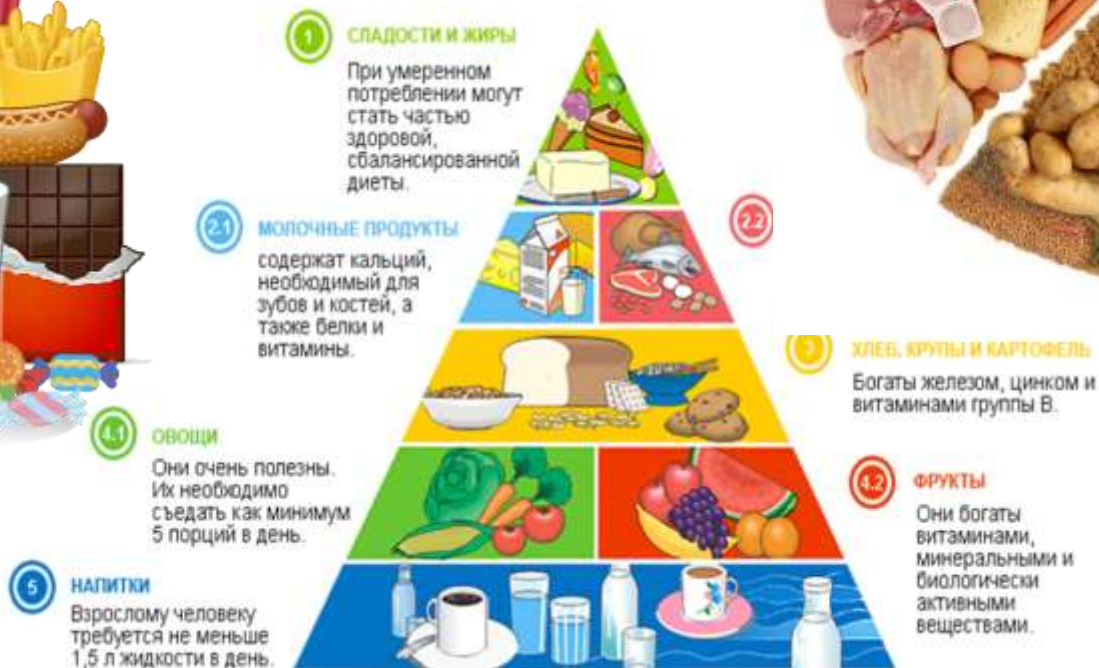 1
СЛАДОСТИ И ЖИРЫ
При умеренном
потреблении могут
стать частью
здоровой,
сбалансированной
диеты.
2.1
МОЛОЧНЫЕ ПРОДУКТЫ
содержат кальций,
необходимый для
зубов и костей, а
также белки и
витамины.
2.2
3
ХЛЕБ, КРУПЫ И КАРТОФЕЛЬ
Богаты железом, цинком и
витаминами группы В.
4.1
ОВОЩИ
Они очень полезны.
Их необходимо
съедать как минимум
5 порций в день.
4.2
ФРУКТЫ
Они богаты
витаминами,
минеральными и
биологически
активными
веществами.
5
НАПИТКИ
Взрослому человеку
требуется не меньше
1,5 л жидкости в день.